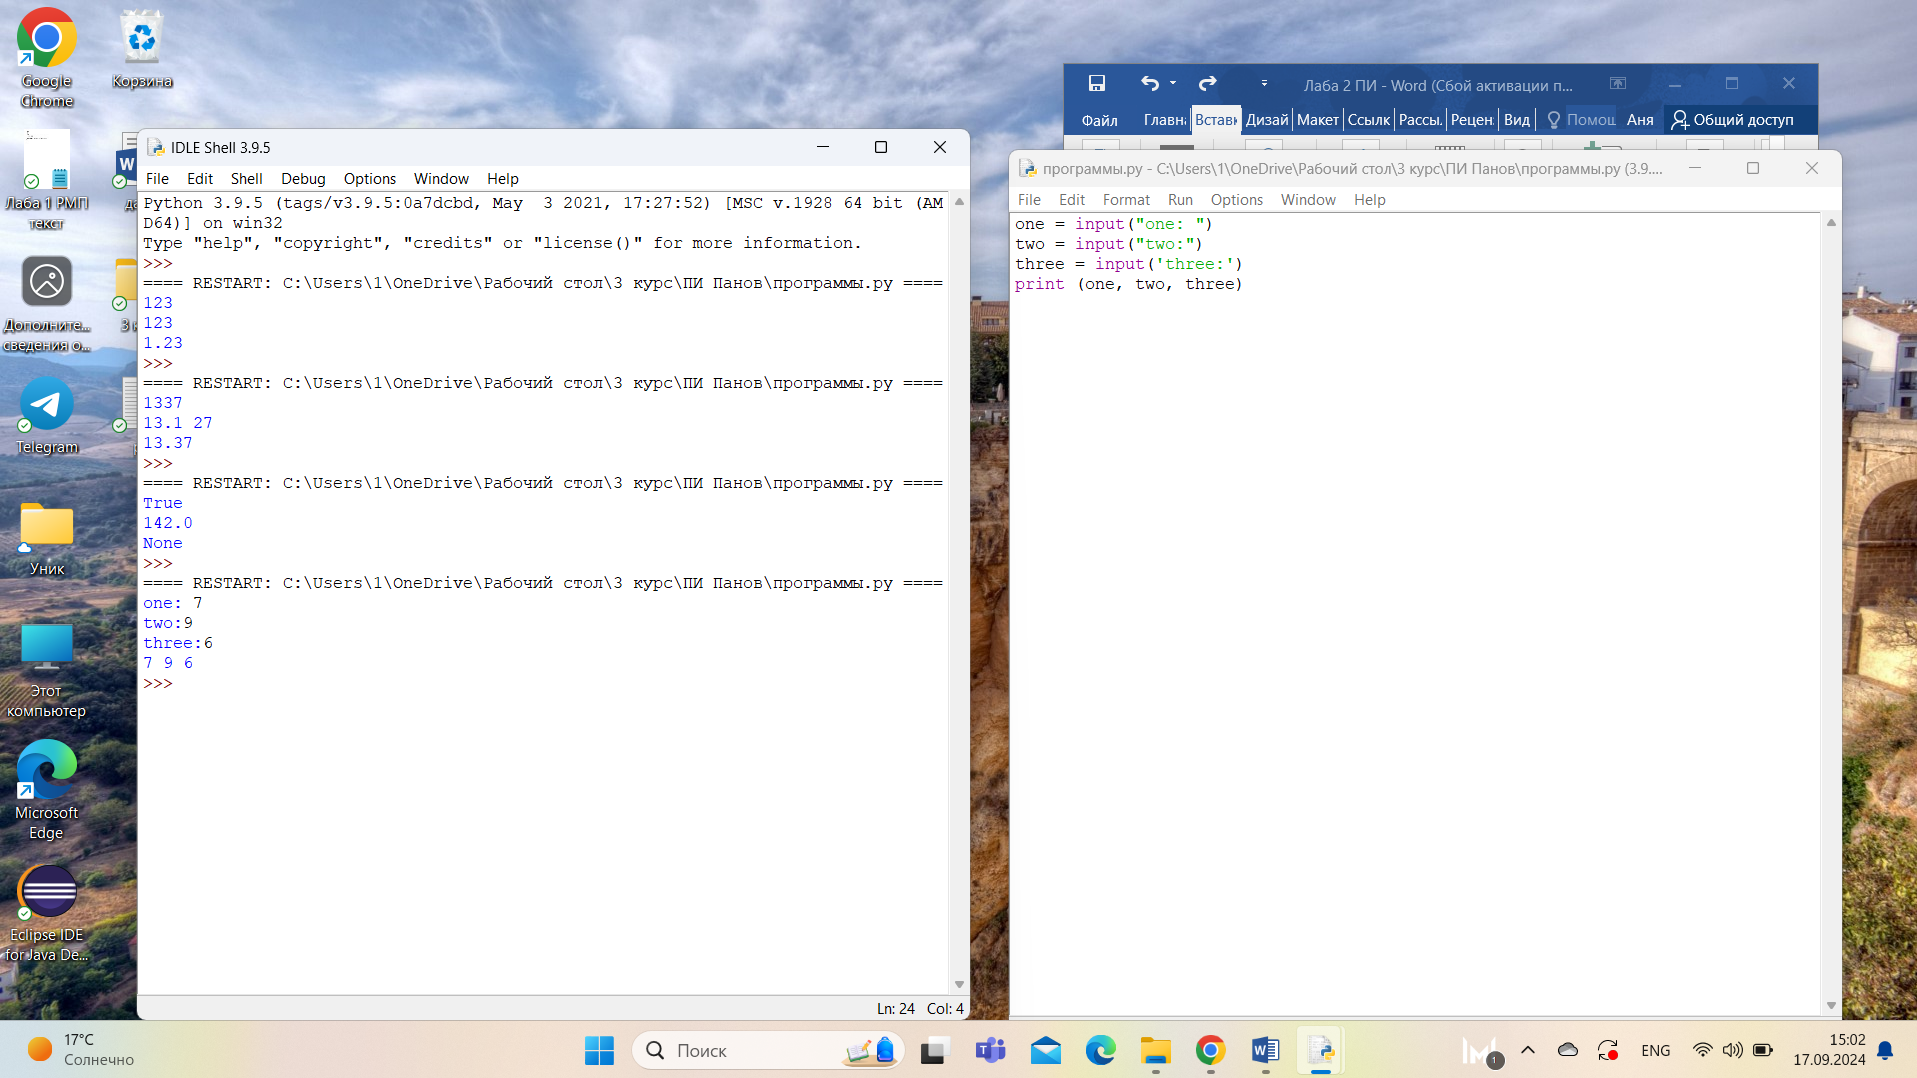 Google
Chrome
Корзина
Лаба 1 РМП
текст
Дополните...
сведения о...
Telegram
Уник
Этот
компьютер
Microsoft
Edge
Eclipse IDE
for Java De...
IDLE Shell 3.9.5
File Edit Shell Debug Options Window Help
Python 3.9.5 (tags/v3.9.5:0a7dcbd, May  3 2021, 17:27:52) [MSC v.1928 64 bit (AM
D64)] on win32
Type "help", "copyright", "credits" or "license()" for more information.
>>>
==== RESTART: C:\Users\1\OneDrive\Рабочий стол\3 курс\ПИ Панов\программы.py ====
123
123
1.23
>>>
==== RESTART: C:\Users\1\OneDrive\Рабочий стол\3 курс\ПИ Панов\программы.py ====
1337
13.1 27
13.37
>>>
==== RESTART: C:\Users\1\OneDrive\Рабочий стол\3 курс\ПИ Панов\программы.py ====
True
142.0
None
>>>
==== RESTART: C:\Users\1\OneDrive\Рабочий стол\3 курс\ПИ Панов\программы.py ====
one: 7
two:9
three:6
7 9 6
>>>
Ln: 24 Col: 4
Лаба 2 ПИ - Word (Сбой активации п...
Файл Главн Вставк Дизай Макет Ссылк Рассы. Рецен Вид Помощ Аня Общий доступ
программы.py - C:\Users\1\OneDrive\Рабочий стол\3 курс\ПИ Панов\программы.py (3.9....
File Edit Format Run Options Window Help
one = input("one: ")
two = input("two:")
three = input('three:')
print (one, two, three)
17°C
Солнечно
Поиск
1
ENG
15:02
17.09.2024